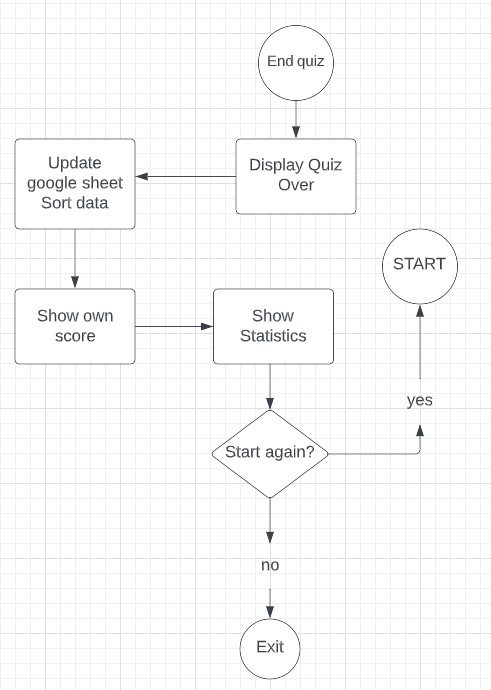 End quiz
Display Quiz
Over
Update
google sheet
Sort data
Show own
score
Show
Statistics
Start again?
yes
START
no
Exit